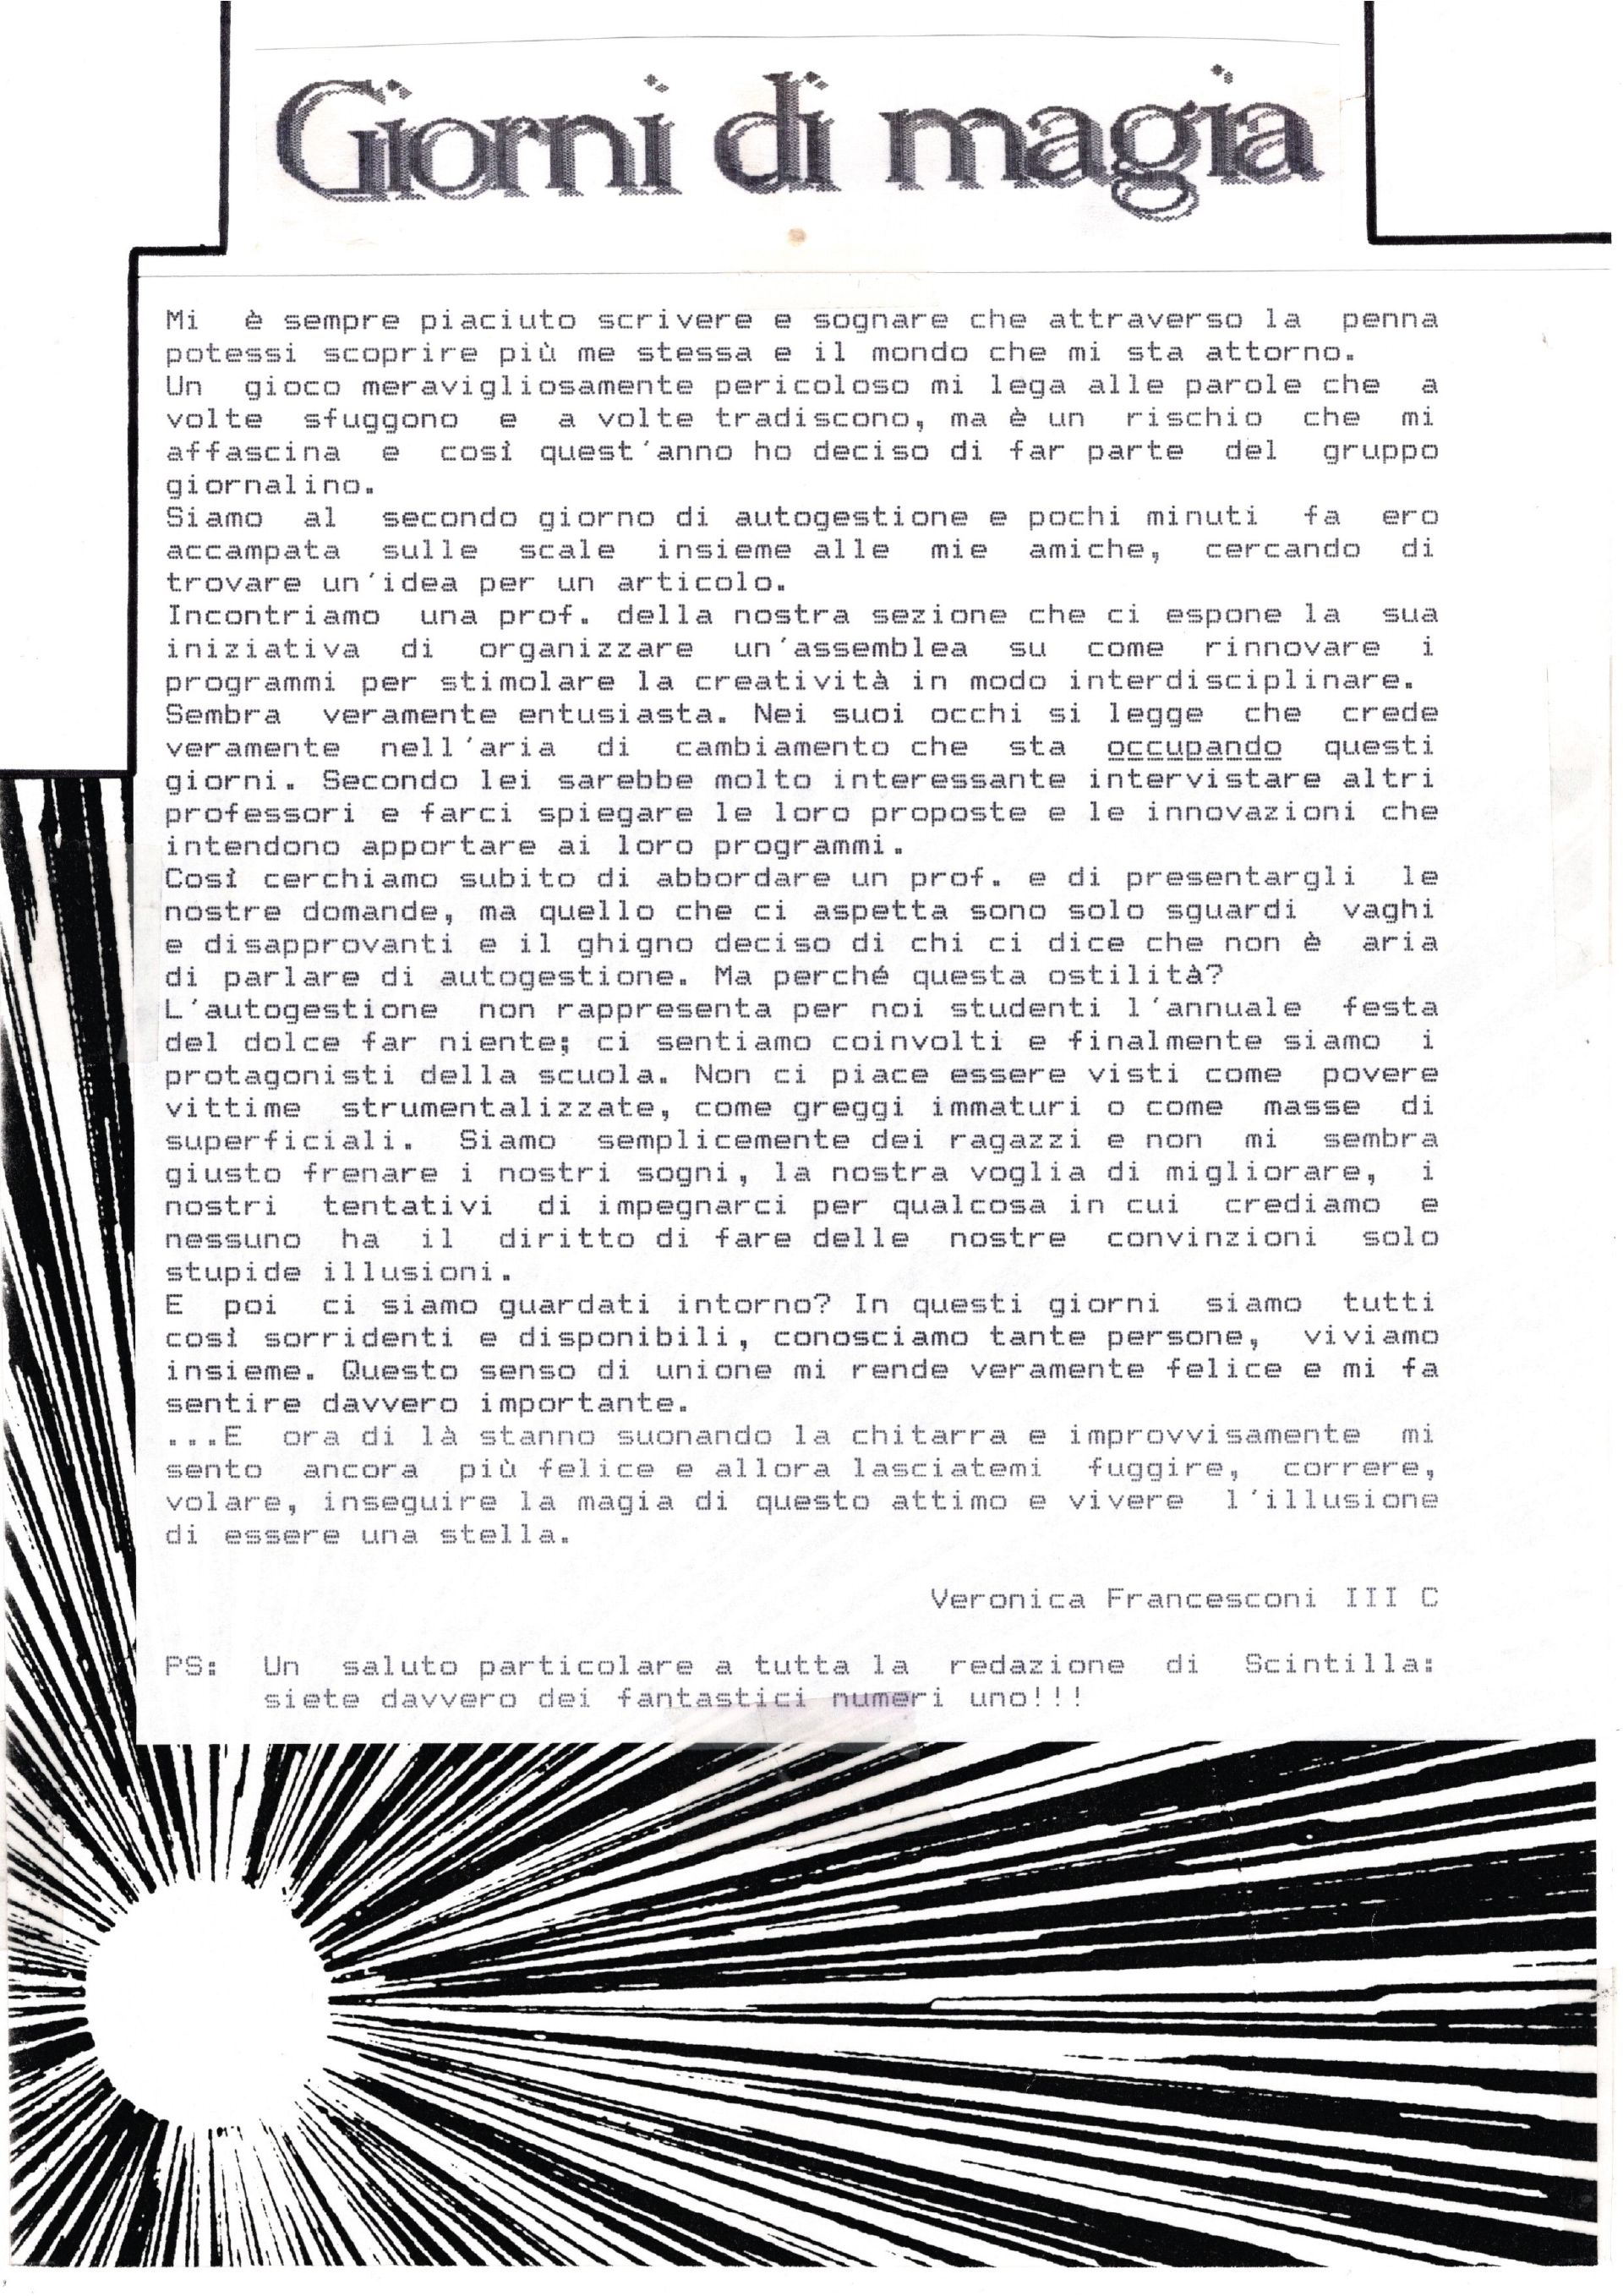 Giorni di magia
Mi è sempre piaciuto scrivere e sognare che attraverso la penna
potessi scoprire più me stessa e il mondo che mi sta attorno.
Un gioco meravigliosamente pericoloso mi lega alle parole che a
volte sfuggono e a volte tradiscono, ma è un rischio che mi
affascina e così quest'anno ho deciso di far parte del gruppo
giornalino.
Siamo al secondo giorno di autogestione e pochi minuti fa ero
accampata sulle scale insieme alle mie amiche, cercando di
trovare un'idea per un articolo.
Incontriamo una prof. della nostra sezione che ci espone la sua
iniziativa di organizzare un'assemblea su come rinnovare i
programmi per stimolare la creatività in modo interdisciplinare.
Sembra veramente entusiasta. Nei suoi occhi si legge che crede
veramente nell'aria di cambiamento che sta occupando questi
giorni. Secondo lei sarebbe molto interessante intervistare altri
professori e farci spiegare le loro proposte e le innovazioni che
intendono apportare ai loro programmi.
Così cerchiamo subito di abbordare un prof. e di presentargli le
nostre domande, ma quello che ci aspetta sono solo sguardi vaghi
e disapprovanti e il ghigno deciso di chi ci dice che non è aria
di parlare di autogestione. Ma perché questa ostilità?
L'autogestione non rappresenta per noi studenti l'annuale festa
del dolce far niente; ci sentiamo coinvolti e finalmente siamo i
protagonisti della scuola. Non ci piace essere visti come povere
vittime strumentalizzate, come greggi immaturi o come masse di
superficiali. Siamo semplicemente dei ragazzi e non mi sembra
giusto frenare i nostri sogni, la nostra voglia di migliorare, i
nostri tentativi di impegnarci per qualcosa in cui crediamo e
nessuno ha il diritto di fare delle nostre convinzioni solo
stupide illusioni.
E poi ci siamo guardati intorno? In questi giorni siamo tutti
così sorridenti e disponibili, conosciamo tante persone, viviamo
insieme. Questo senso di unione mi rende veramente felice e mi fa
sentire davvero importante.
...E ora di là stanno suonando la chitarra e improvvisamente mi
sento ancora più felice e allora lasciatemi fuggire, correre,
volare, inseguire la magia di questo attimo e vivere l'illusione
di essere una stella.
Veronica Francesconi III C
PS: Un saluto particolare a tutta la redazione di Scintilla:
siete davvero dei fantastici numeri uno!!!